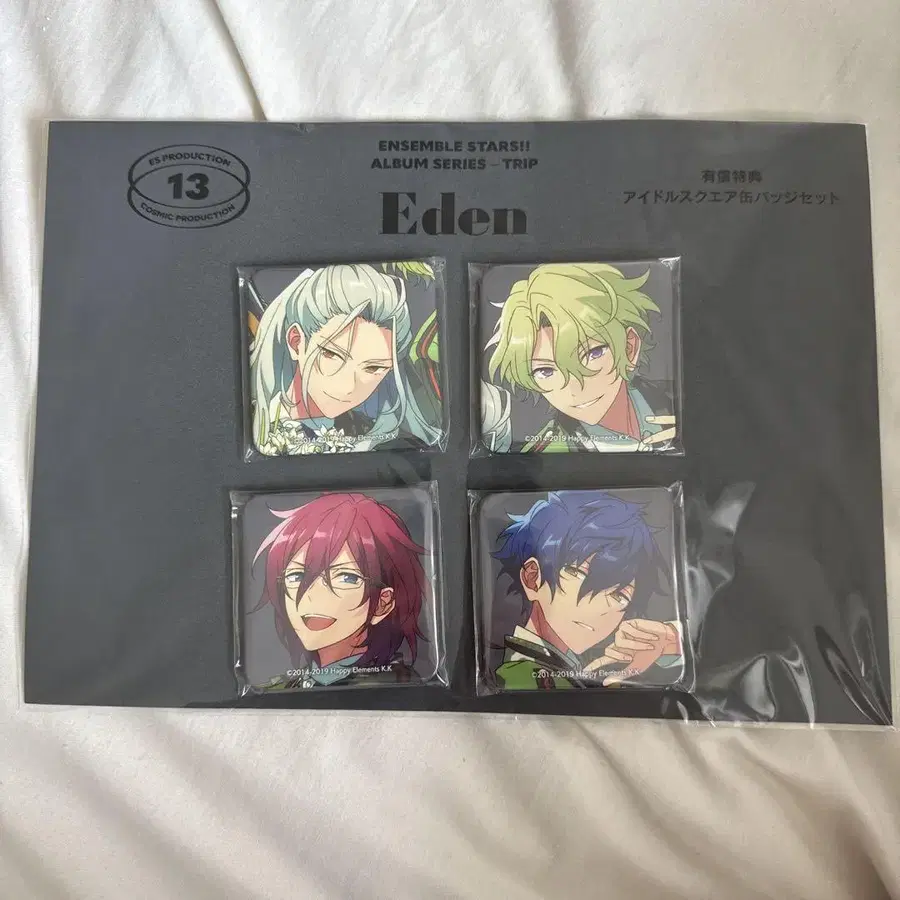 ES PRODUCTION
13
COSMIC PRODUCTION
ENSEMBLE STARS!!
ALBUM SERIES – TRIP
Eden
有償特典
アイドルスクエア缶バッジセット
©2014-2019 Happy Elements K.K
©2014-2019 Happy Elements K.K
©2014-2019 Happy Elements K.K
©2014-2019 Happy Elements K.K